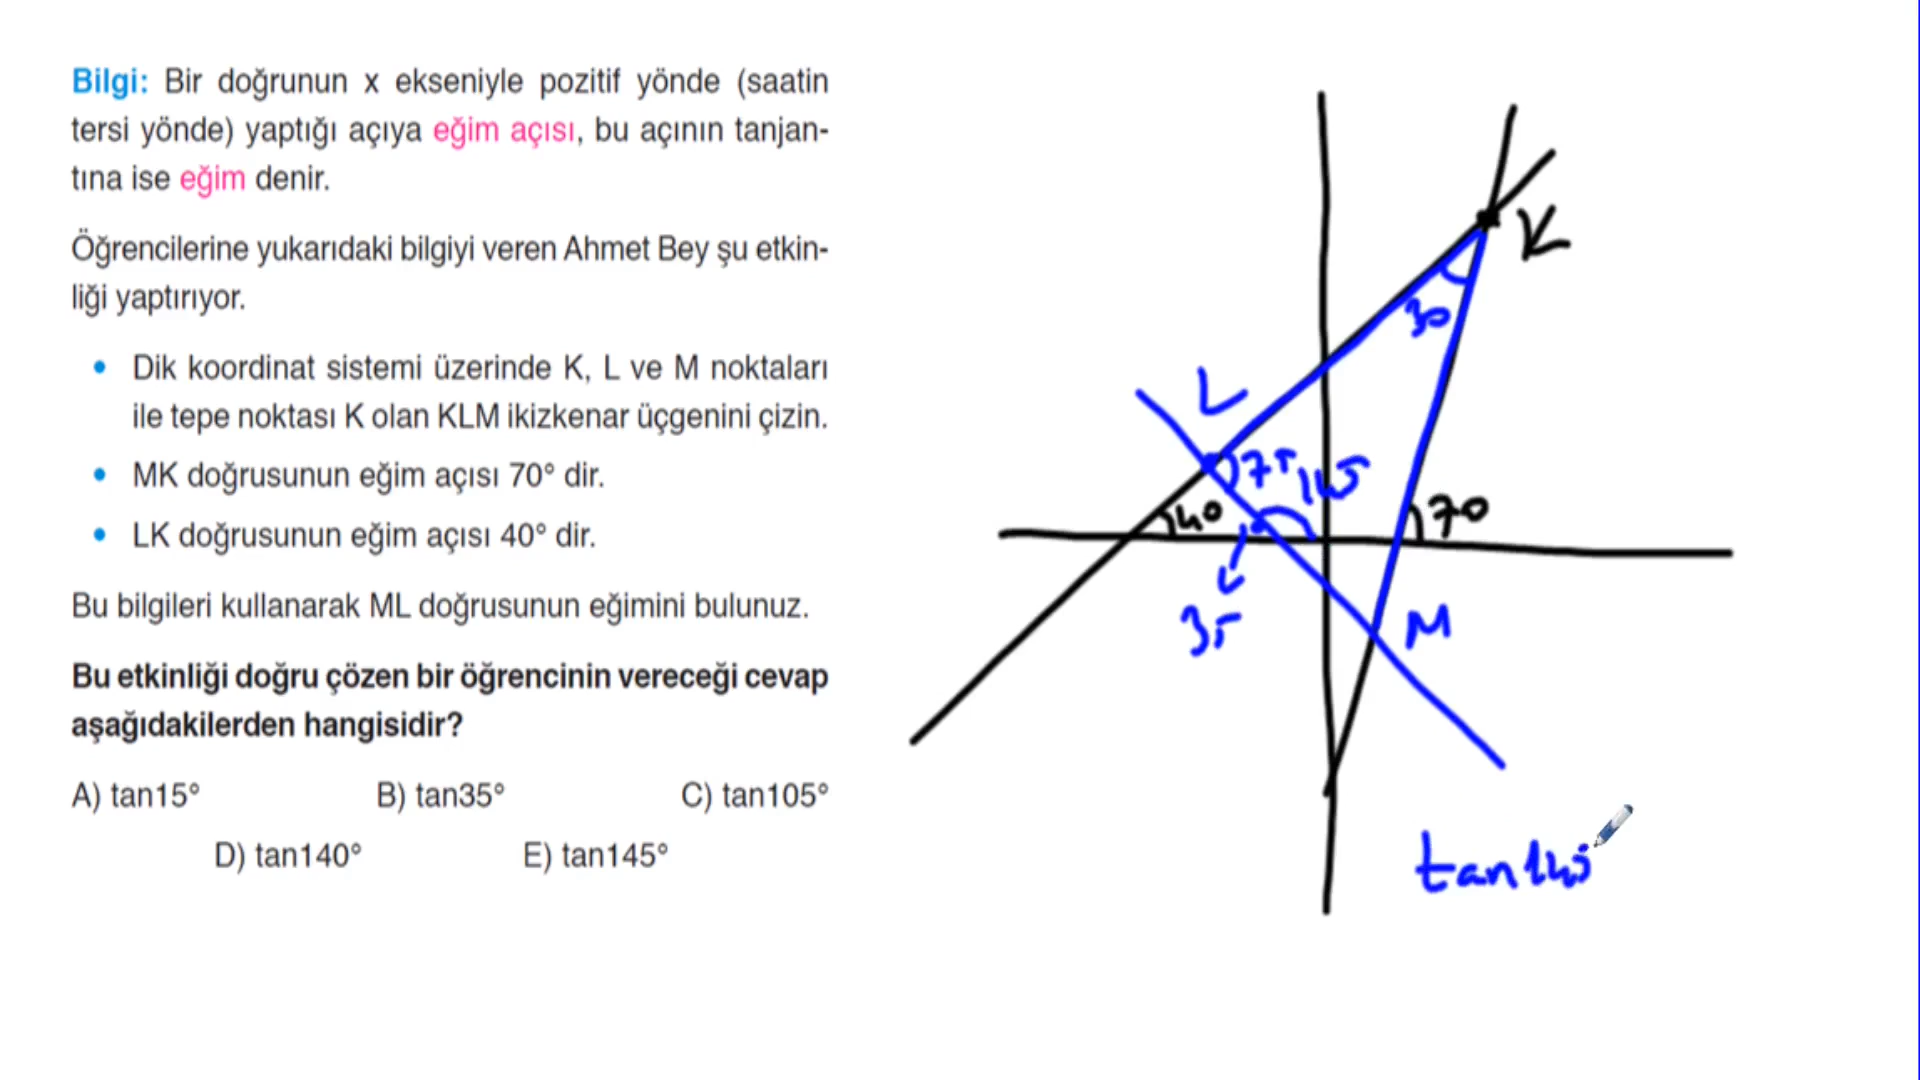 Bilgi: Bir doğrunun x ekseniyle pozitif yönde (saatin
tersi yönde) yaptığı açıya eğim açısı, bu açının tanjan-
tına ise eğim denir.
Öğrencilerine yukarıdaki bilgiyi veren Ahmet Bey şu etkin-
liği yaptırıyor.
• Dik koordinat sistemi üzerinde K, L ve M noktaları
ile tepe noktası K olan KLM ikizkenar üçgenini çizin.
• MK doğrusunun eğim açısı 70° dir.
• LK doğrusunun eğim açısı 40° dir.
Bu bilgileri kullanarak ML doğrusunun eğimini bulunuz.
Bu etkinliği doğru çözen bir öğrencinin vereceği cevap
aşağıdakilerden hangisidir?
A) tan15° B) tan35° C) tan105°
D) tan140° E) tan145°
K
30
L
75 145
40 70
35 M
tan145